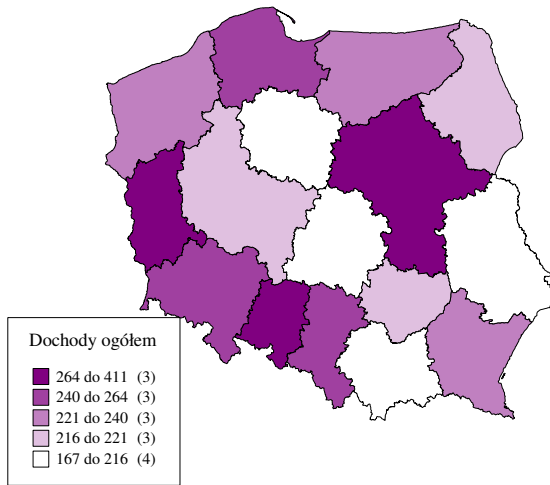 Dochody ogółem
264 do 411 (3)
240 do 264 (3)
221 do 240 (3)
216 do 221 (3)
167 do 216 (4)